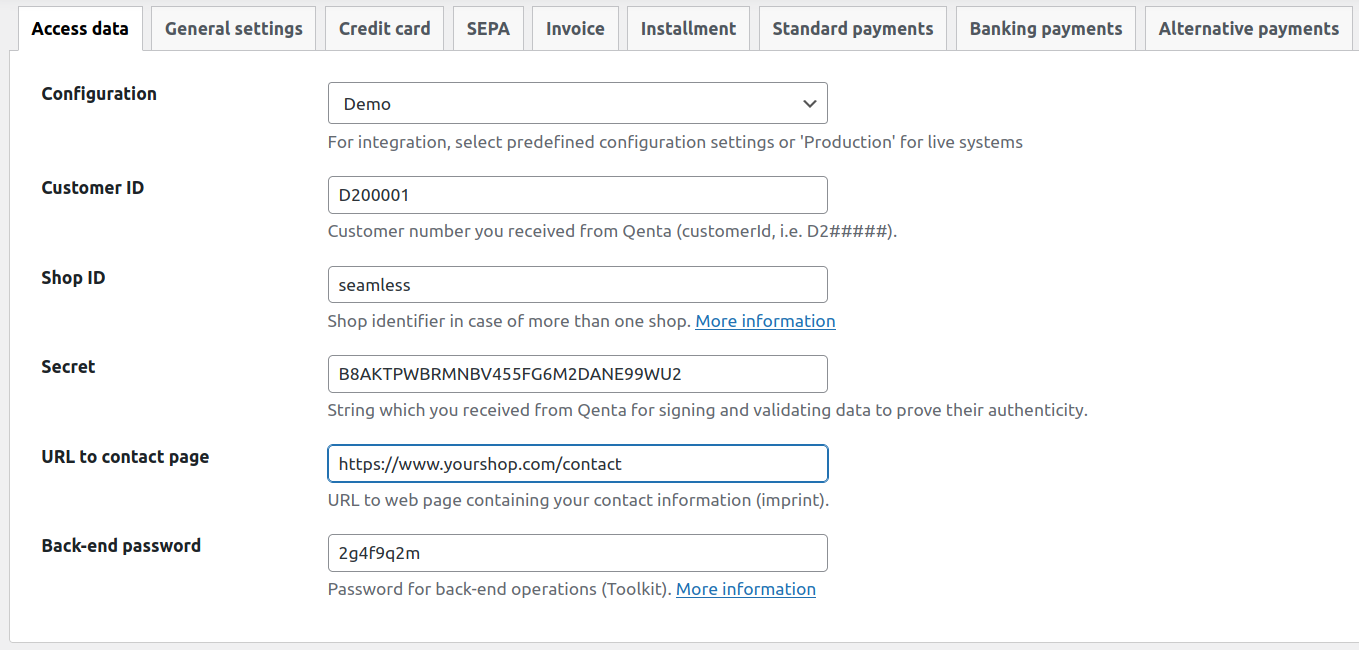 Access data General settings Credit card SEPA Invoice Installment Standard payments Banking payments Alternative payments
Configuration
Demo
For integration, select predefined configuration settings or 'Production' for live systems
Customer ID
D200001
Customer number you received from Qenta (customerId, i.e. D2#####).
Shop ID
seamless
Shop identifier in case of more than one shop. More information
Secret
B8AKTPWBRMNBV455FG6M2DANE99WU2
String which you received from Qenta for signing and validating data to prove their authenticity.
URL to contact page
https://www.yourshop.com/contact
URL to web page containing your contact information (imprint).
Back-end password
2g4f9q2m
Password for back-end operations (Toolkit). More information